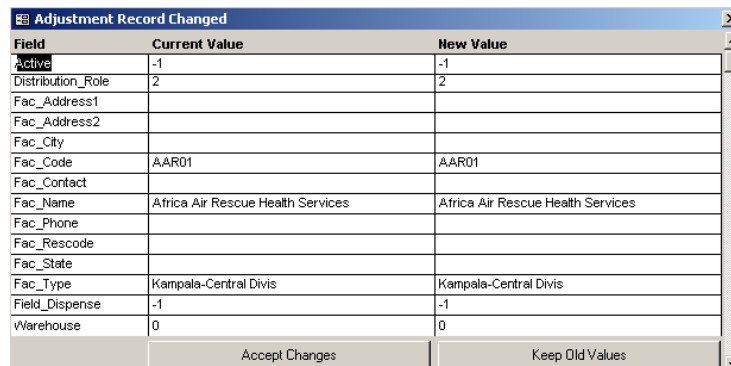 Adjustment Record Changed
Field Current Value New Value
Active -1 -1
Distribution_Role 2 2
Fac_Address1
Fac_Address2
Fac_City
Fac_Code AAR01 AAR01
Fac_Contact
Fac_Name Africa Air Rescue Health Services Africa Air Rescue Health Services
Fac_Phone
Fac_Rescode
Fac_State
Fac_Type Kampala-Central Divis Kampala-Central Divis
Field_Dispense -1 -1
Warehouse 0 0
Accept Changes Keep Old Values